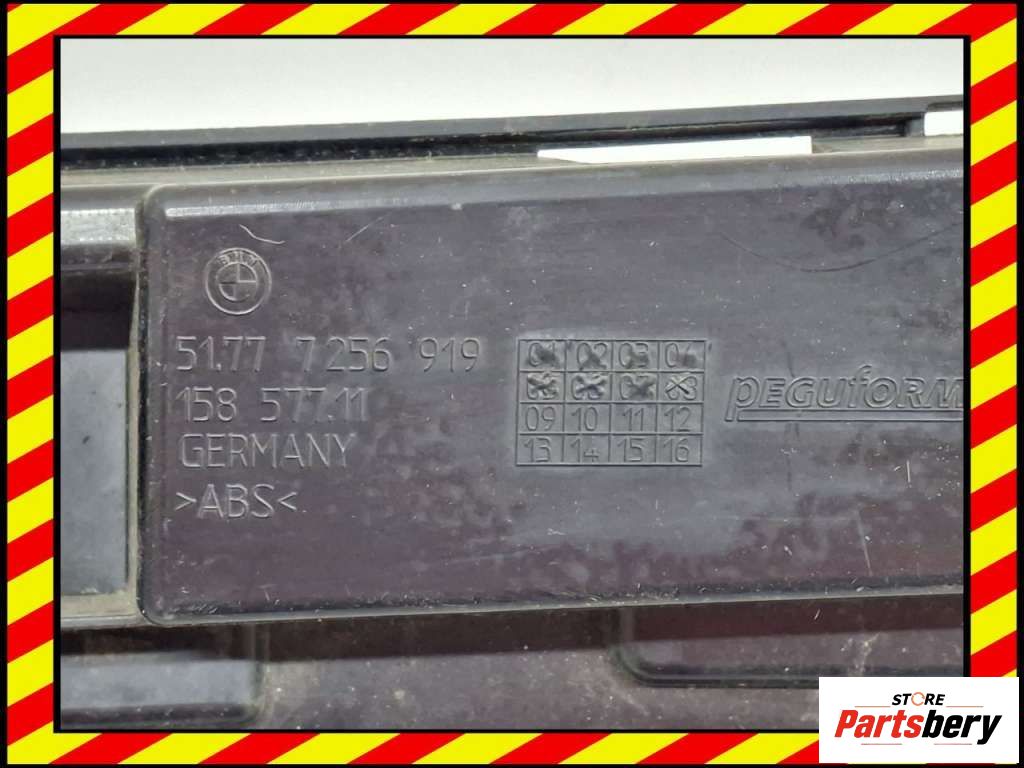 BMW
51.77 7 256 919
158 577.11
GERMANY
>ABS<
01 02 03 04
09 10 11 12
13 14 15 16
PEGUFORM
STORE
Partsbery